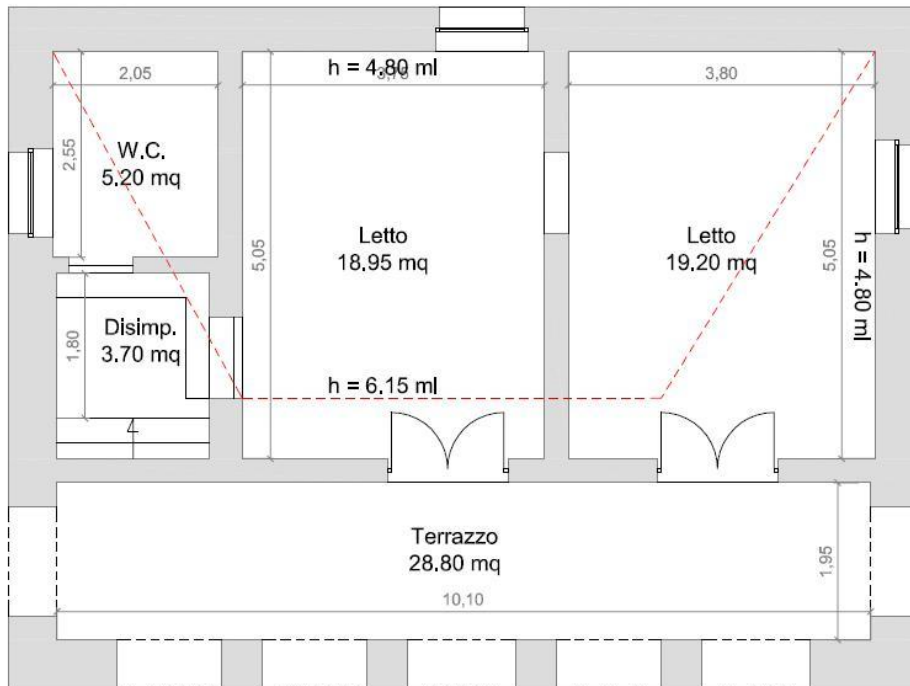 2,05
h = 4.80 ml
3,75
3,80
W.C.
5.20 mq
2,55
Letto
18.95 mq
5,05
Letto
19.20 mq
5,05
h = 4.80 ml
Disimp.
3.70 mq
1,80
h = 6.15 ml
4
Terrazzo
28.80 mq
1,95
10,10